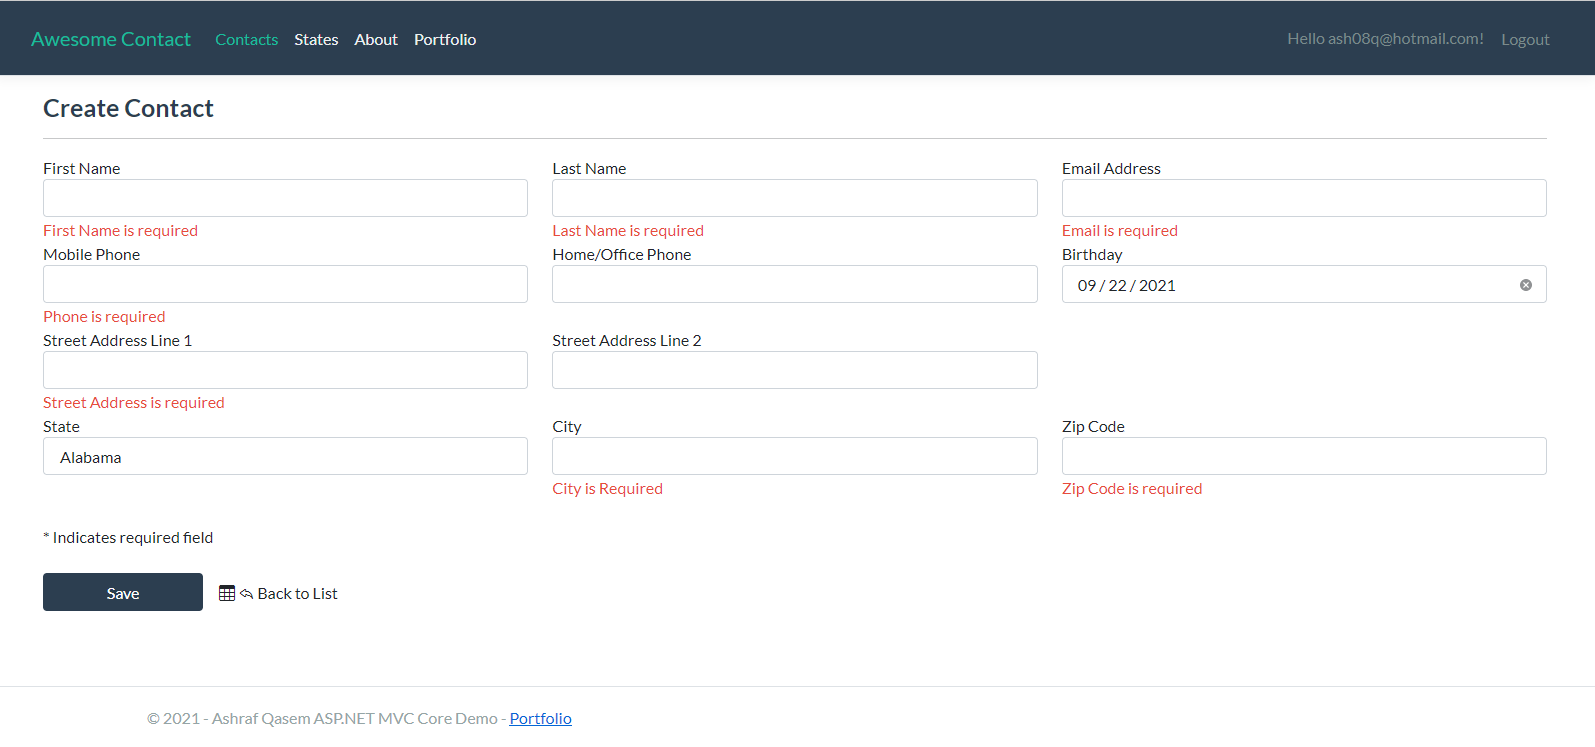 Awesome Contact Contacts States About Portfolio Hello ash08q@hotmail.com! Logout
Create Contact
First Name Last Name Email Address
First Name is required Last Name is required Email is required
Mobile Phone Home/Office Phone Birthday
09 / 22 / 2021
Phone is required
Street Address Line 1 Street Address Line 2
Street Address is required
State City Zip Code
Alabama
City is Required Zip Code is required
* Indicates required field
Save Back to List
© 2021 - Ashraf Qasem ASP.NET MVC Core Demo - Portfolio